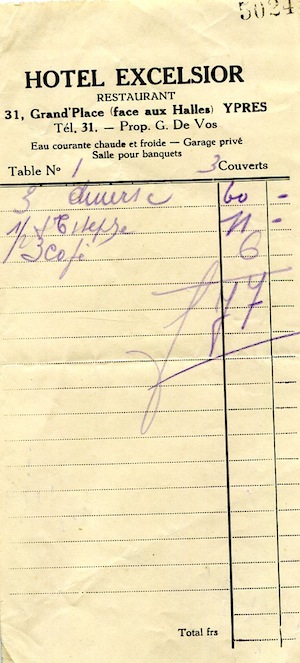 5024
HOTEL EXCELSIOR
RESTAURANT
31, Grand'Place (face aux Halles) YPRES
Tél. 31. — Prop. G. De Vos
Eau courante chaude et froide — Garage privé
Salle pour banquets
Table No 1 3 Couverts
3 60 -
1/2 11 -
3 café 6
77
Total frs